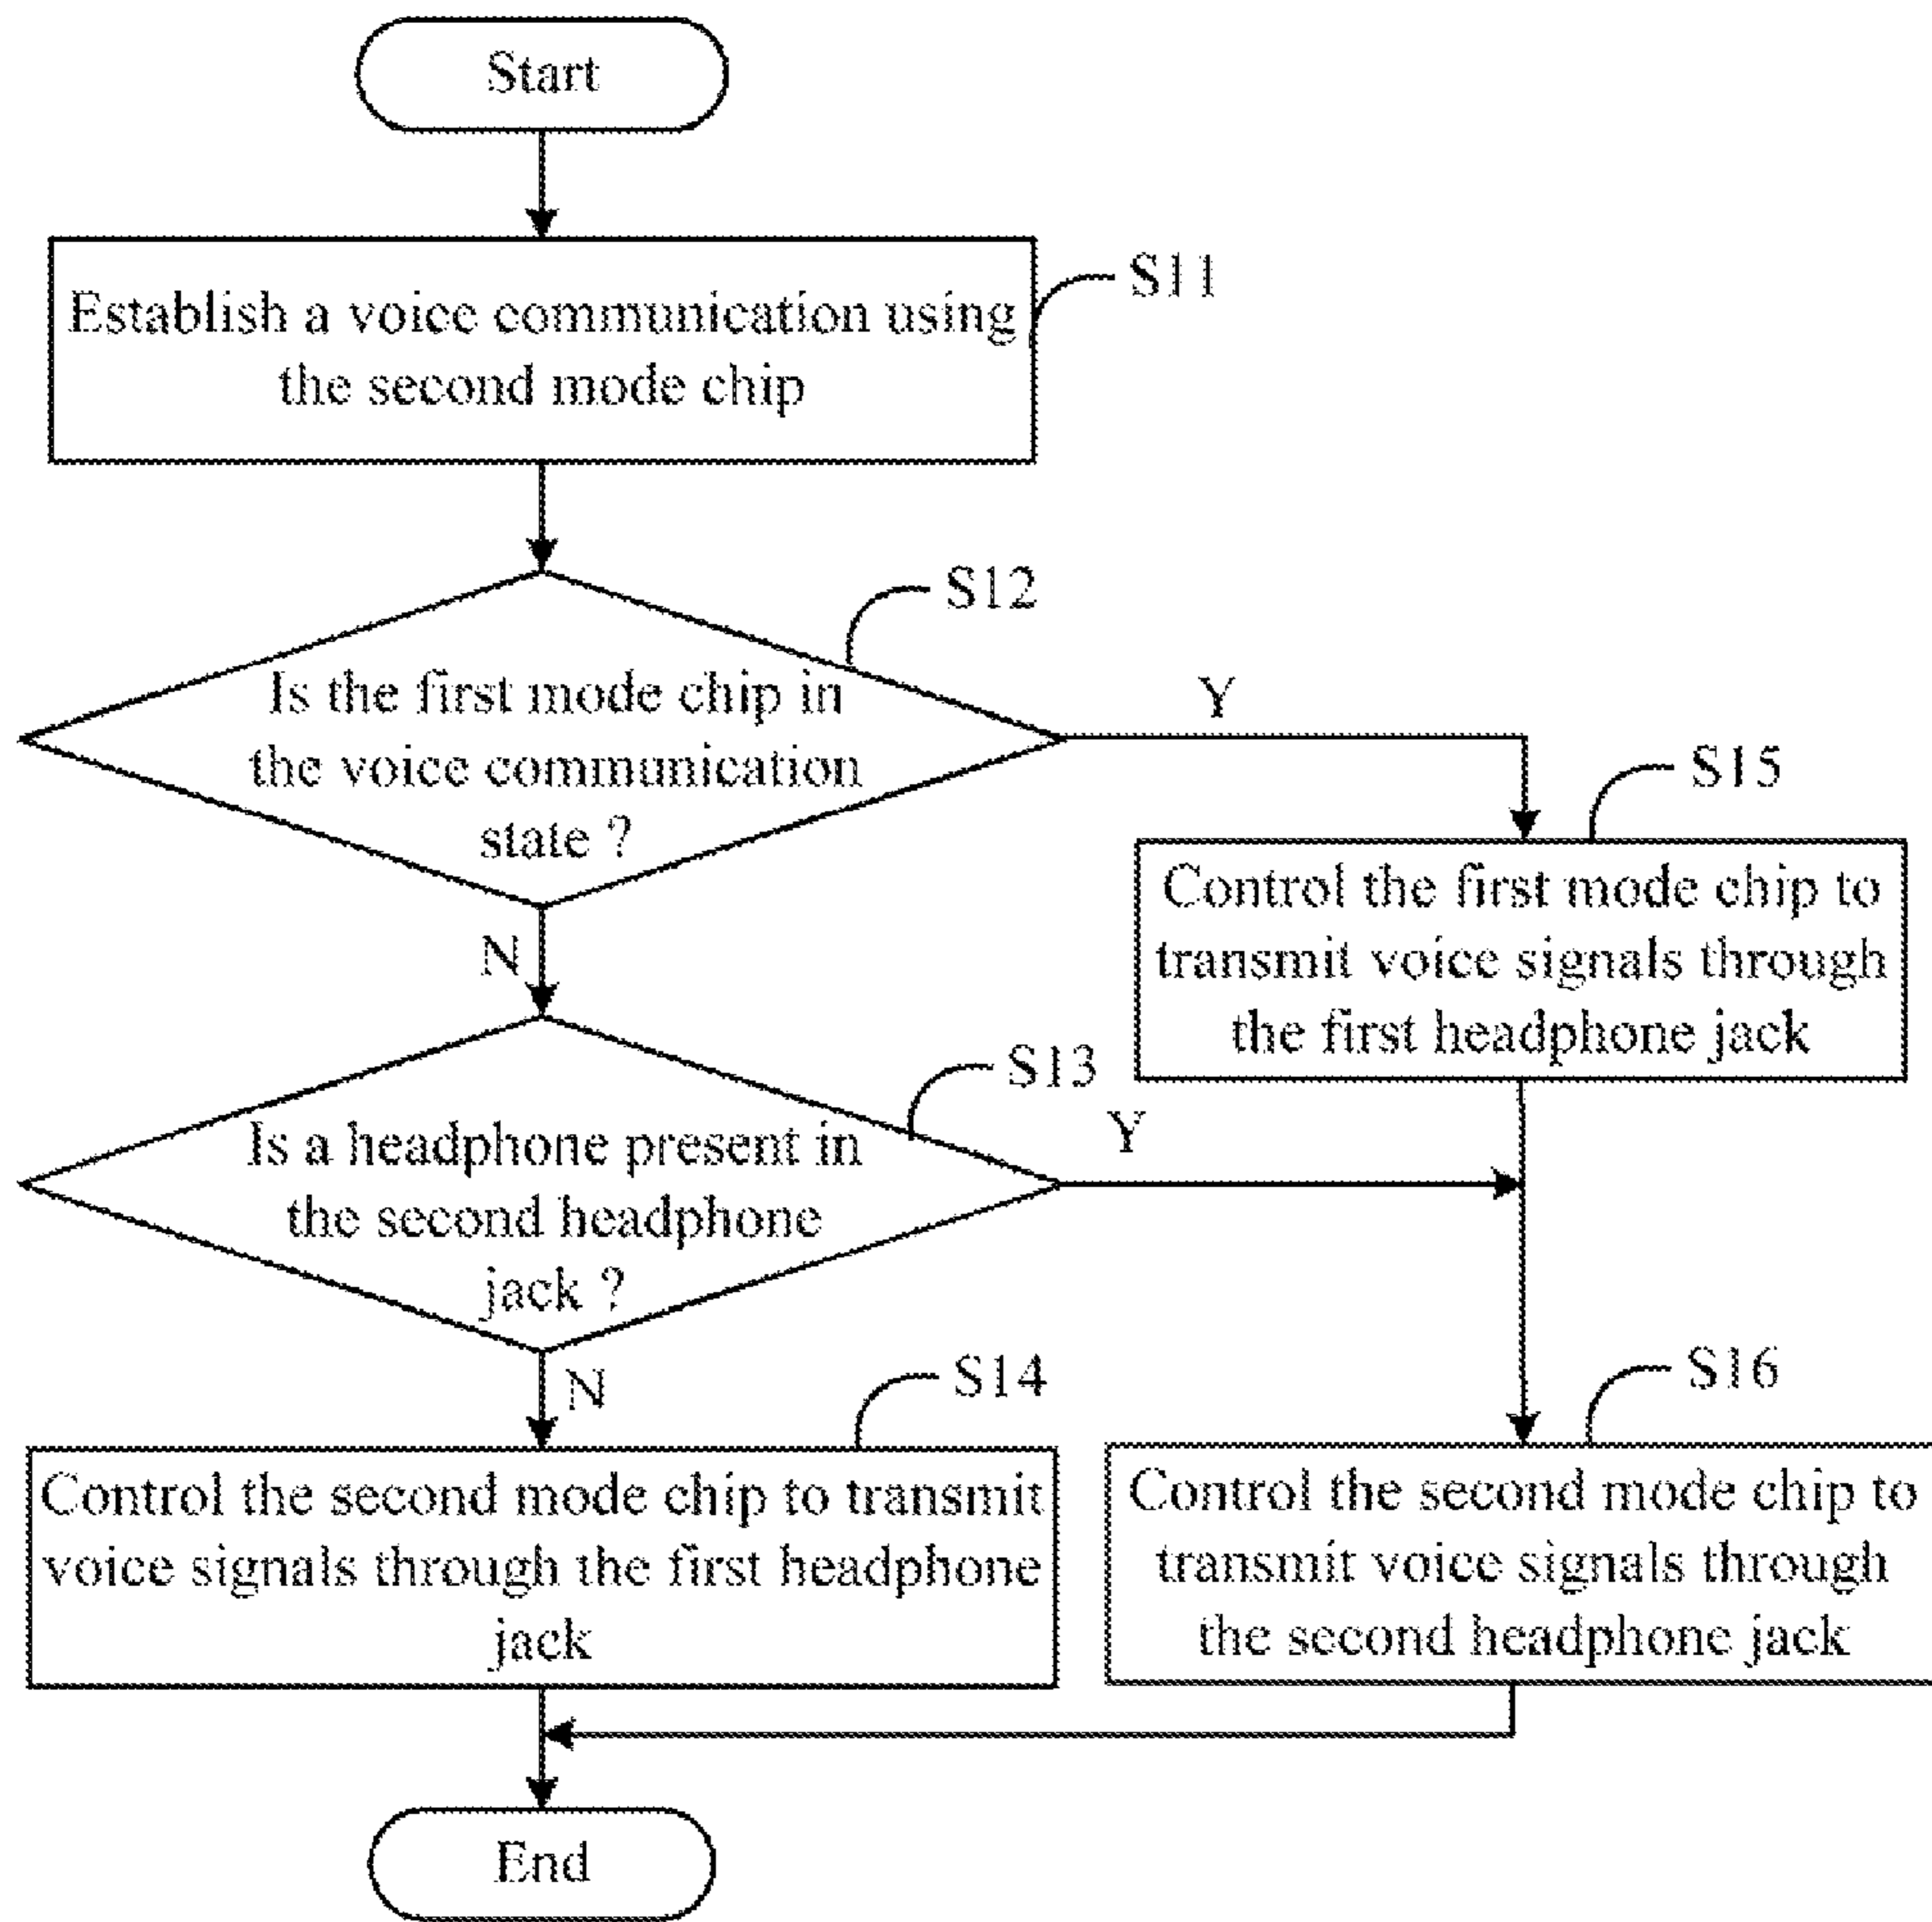 Start
Establish a voice communication using
the second mode chip
S11
S12
Is the first mode chip in
the voice communication
state ?
Y
N
S15
Control the first mode chip to
transmit voice signals through
the first headphone jack
S13
Is a headphone present in
the second headphone
jack ?
Y
N
S14
Control the second mode chip to transmit
voice signals through the first headphone
jack
S16
Control the second mode chip to
transmit voice signals through
the second headphone jack
End